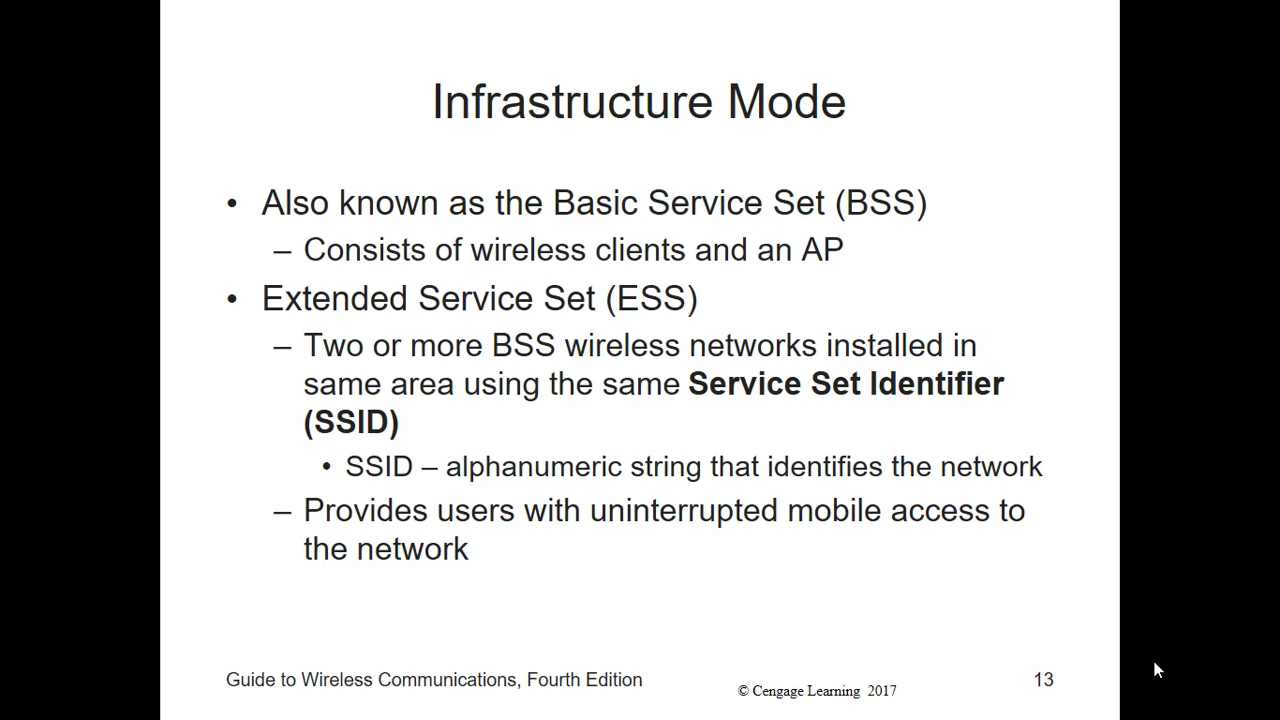 Infrastructure Mode
• Also known as the Basic Service Set (BSS)
– Consists of wireless clients and an AP
• Extended Service Set (ESS)
– Two or more BSS wireless networks installed in
same area using the same Service Set Identifier
(SSID)
• SSID – alphanumeric string that identifies the network
– Provides users with uninterrupted mobile access to
the network
Guide to Wireless Communications, Fourth Edition
© Cengage Learning 2017
13